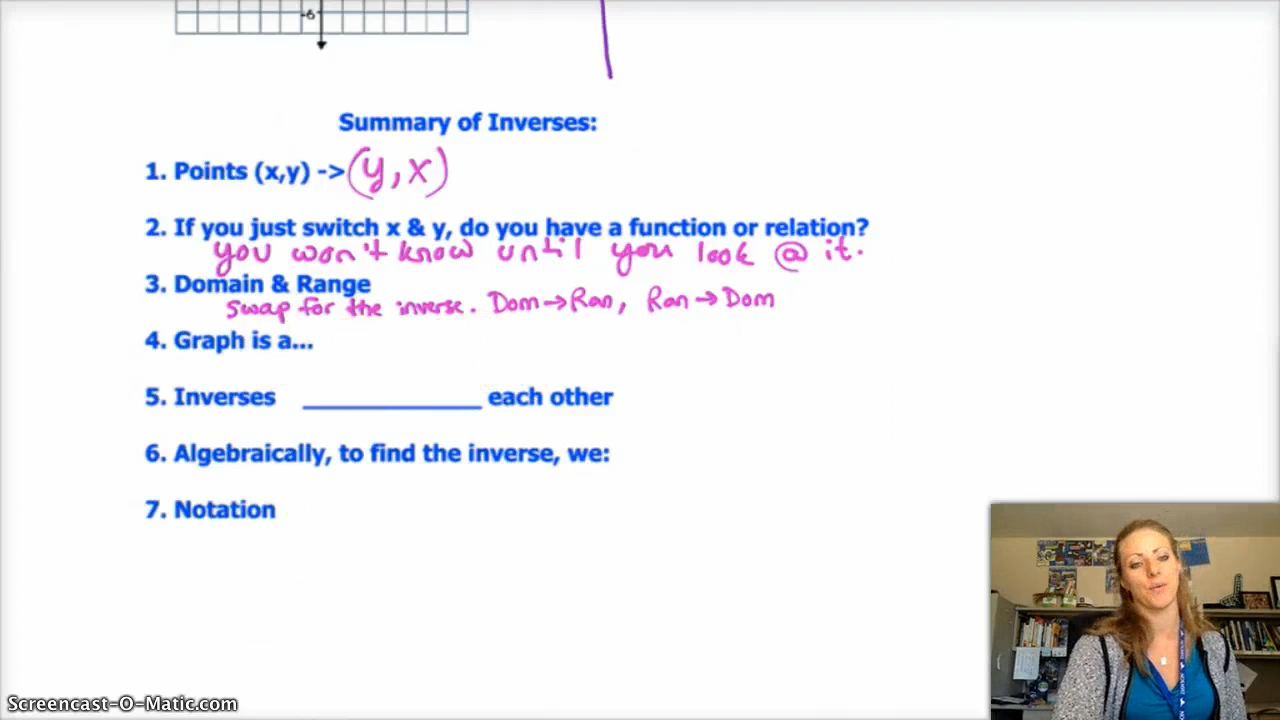 -6
Summary of Inverses:
1. Points (x,y) -> (y, x)
2. If you just switch x & y, do you have a function or relation?
you won't know until you look @ it.
3. Domain & Range
swap for the inverse. Dom→Ran, Ran→Dom
4. Graph is a...
5. Inverses ______________ each other
6. Algebraically, to find the inverse, we:
7. Notation
Screencast-O-Matic.com